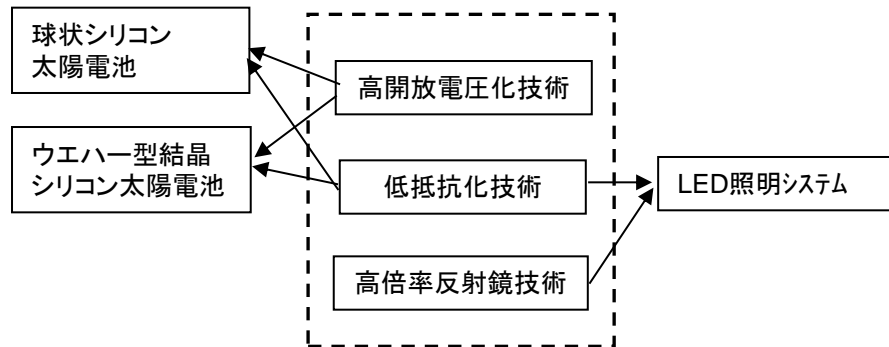 球状シリコン
太陽電池
ウエハー型結晶
シリコン太陽電池
高開放電圧化技術
低抵抗化技術
高倍率反射鏡技術
LED照明システム